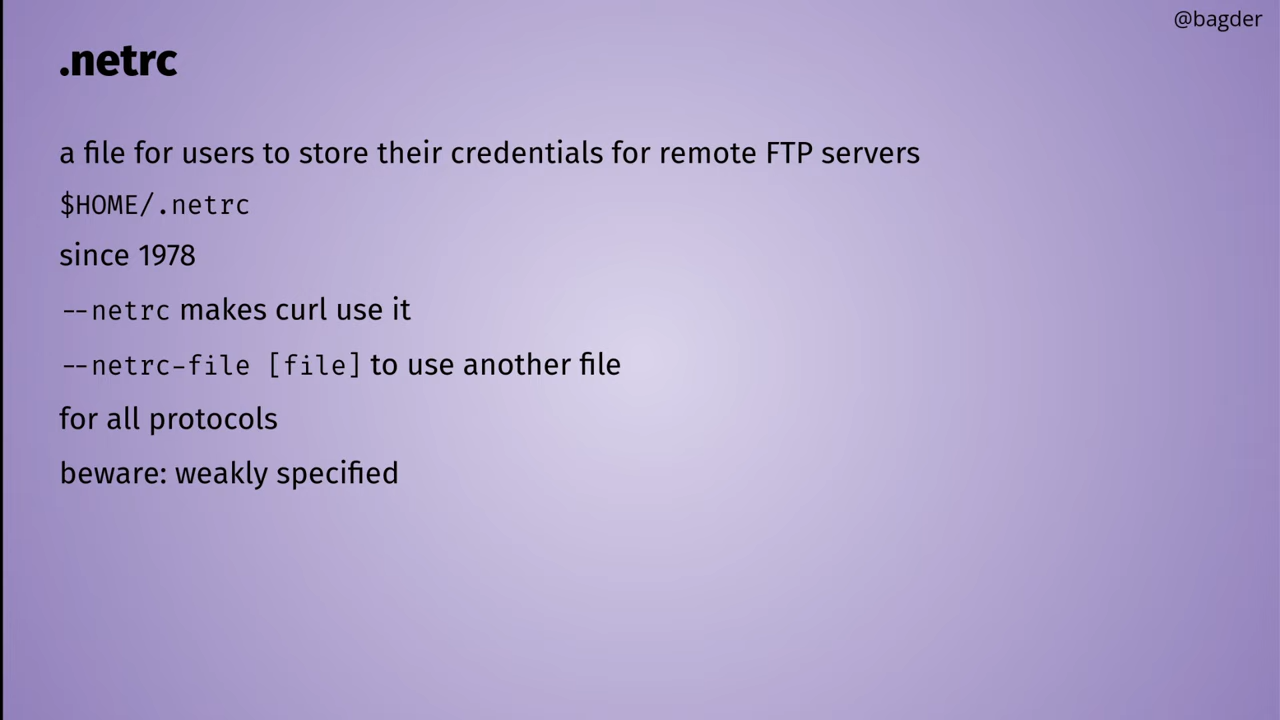 @bagder
.netrc
a file for users to store their credentials for remote FTP servers
$HOME/.netrc
since 1978
--netrc makes curl use it
--netrc-file [file] to use another file
for all protocols
beware: weakly specified